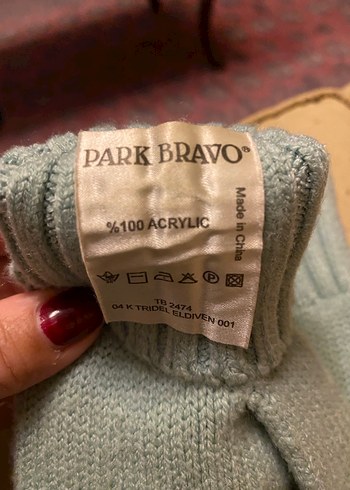 PARK BRAVO®
%100 ACRYLIC
Made in China
P
TB 2474
04 K TRIDEL ELDIVEN 001